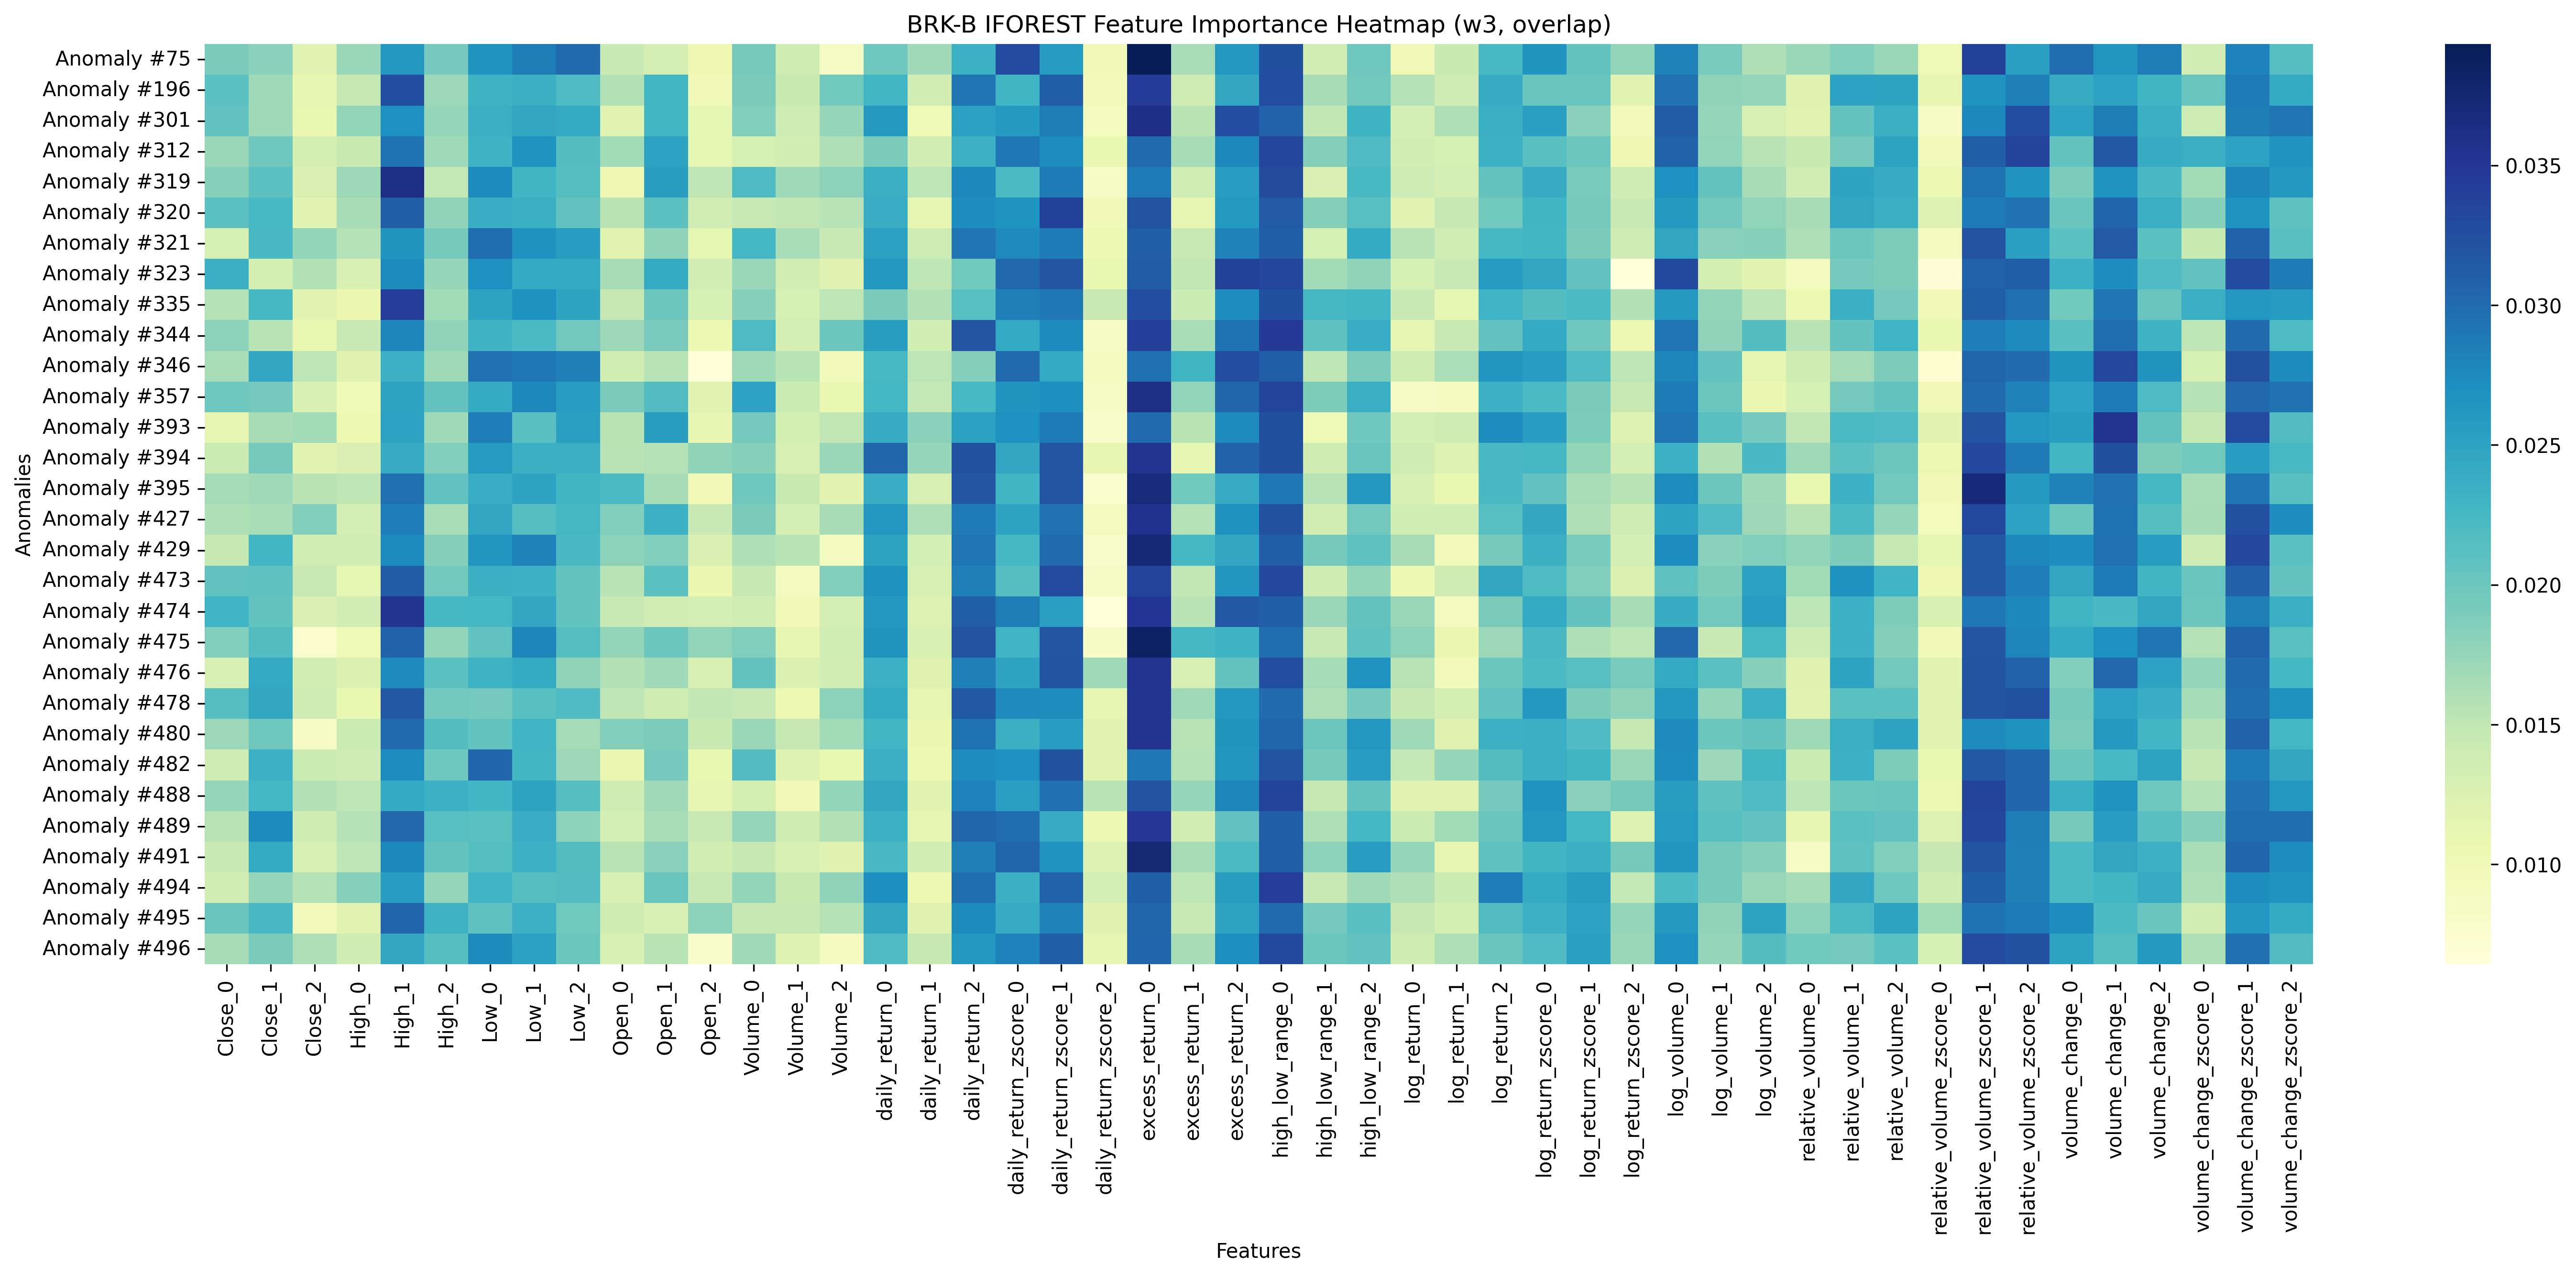 BRK-B IFOREST Feature Importance Heatmap (w3, overlap)
Anomalies
Anomaly #75
Anomaly #196
Anomaly #301
Anomaly #312
Anomaly #319
Anomaly #320
Anomaly #321
Anomaly #323
Anomaly #335
Anomaly #344
Anomaly #346
Anomaly #357
Anomaly #393
Anomaly #394
Anomaly #395
Anomaly #427
Anomaly #429
Anomaly #473
Anomaly #474
Anomaly #475
Anomaly #476
Anomaly #478
Anomaly #480
Anomaly #482
Anomaly #488
Anomaly #489
Anomaly #491
Anomaly #494
Anomaly #495
Anomaly #496
Close_0
Close_1
Close_2
High_0
High_1
High_2
Low_0
Low_1
Low_2
Open_0
Open_1
Open_2
Volume_0
Volume_1
Volume_2
daily_return_0
daily_return_1
daily_return_2
daily_return_zscore_0
daily_return_zscore_1
daily_return_zscore_2
excess_return_0
excess_return_1
excess_return_2
high_low_range_0
high_low_range_1
high_low_range_2
log_return_0
log_return_1
log_return_2
log_return_zscore_0
log_return_zscore_1
log_return_zscore_2
log_volume_0
log_volume_1
log_volume_2
relative_volume_0
relative_volume_1
relative_volume_2
relative_volume_zscore_0
relative_volume_zscore_1
relative_volume_zscore_2
volume_change_0
volume_change_1
volume_change_2
volume_change_zscore_0
volume_change_zscore_1
volume_change_zscore_2
Features
0.035
0.030
0.025
0.020
0.015
0.010